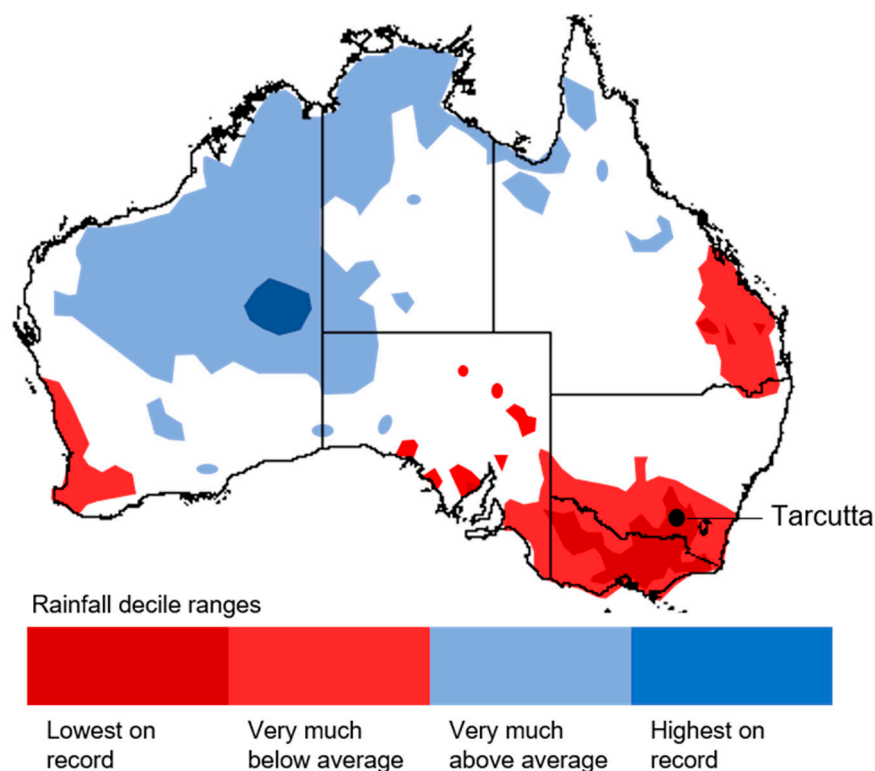 Tarcutta
Rainfall decile ranges
Lowest on
record
Very much
below average
Very much
above average
Highest on
record